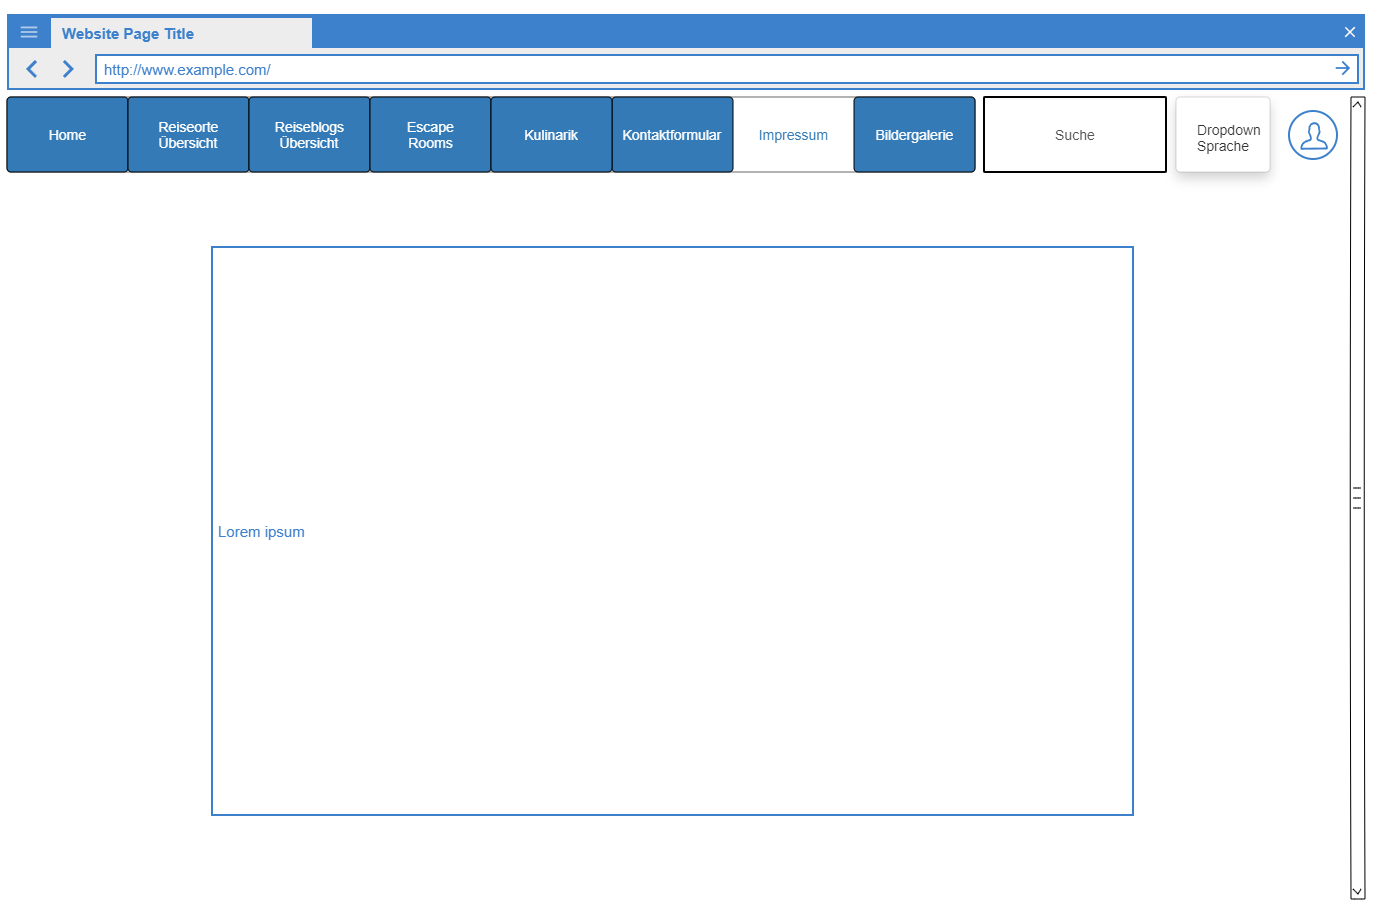 Website Page Title
http://www.example.com/
Home
Reiseorte
Übersicht
Reiseblogs
Übersicht
Escape
Rooms
Kulinarik
Kontaktformular
Impressum
Bildergalerie
Suche
Dropdown
Sprache
Lorem ipsum